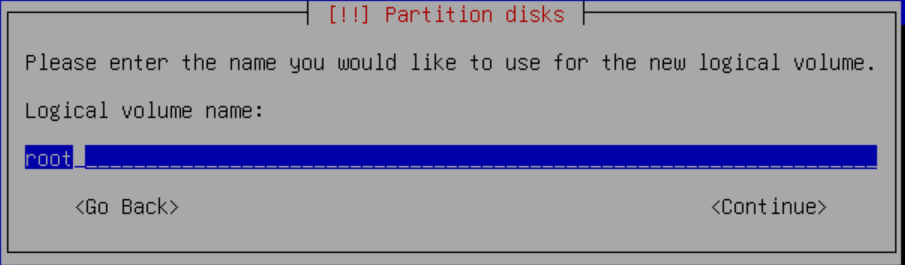 [!!] Partition disks
Please enter the name you would like to use for the new logical volume.
Logical volume name:
root
<Go Back> <Continue>